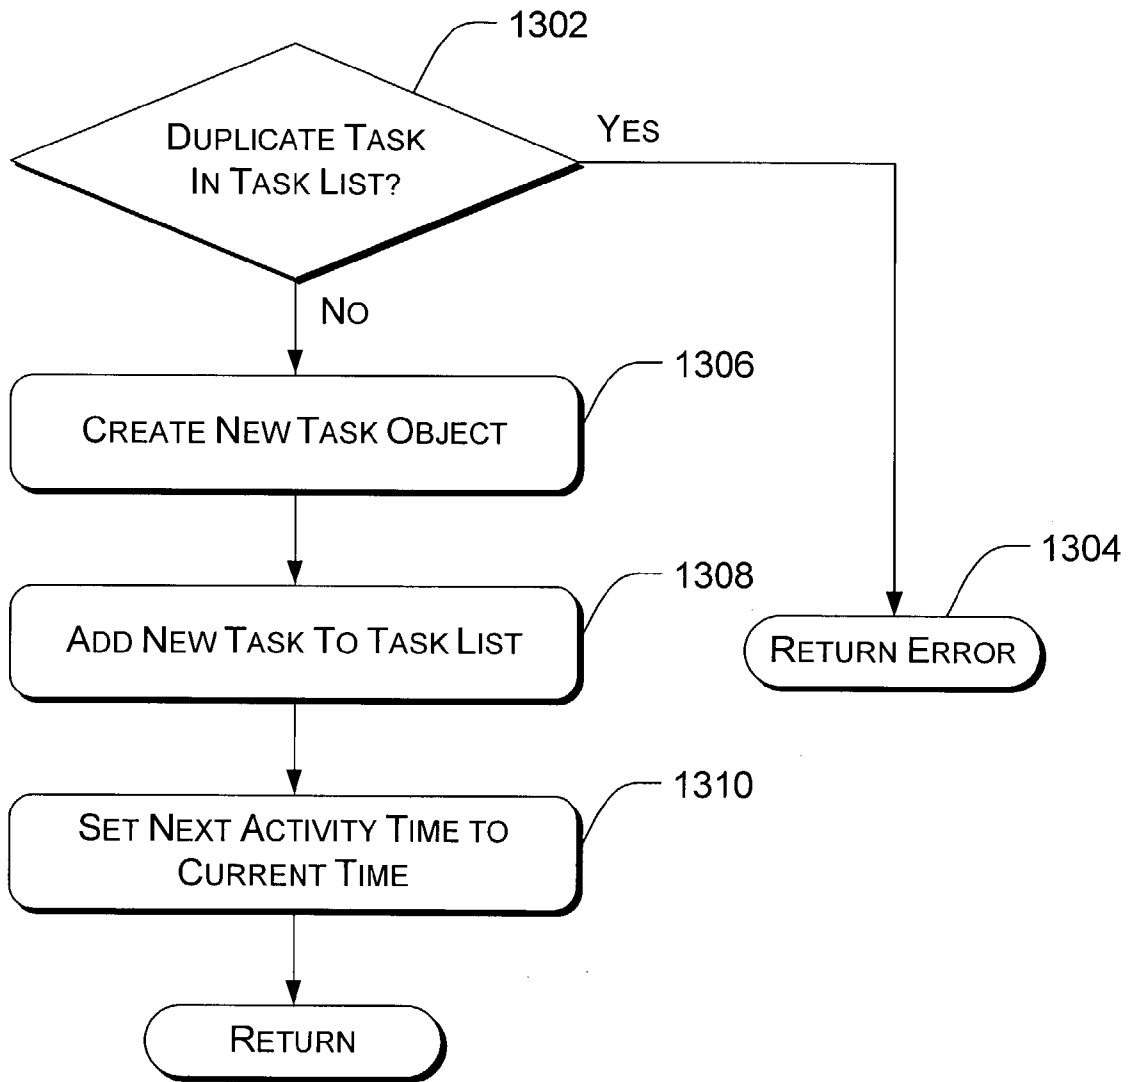 1302
DUPLICATE TASK
IN TASK LIST?
YES
NO
1306
CREATE NEW TASK OBJECT
1308
ADD NEW TASK TO TASK LIST
1304
RETURN ERROR
1310
SET NEXT ACTIVITY TIME TO
CURRENT TIME
RETURN